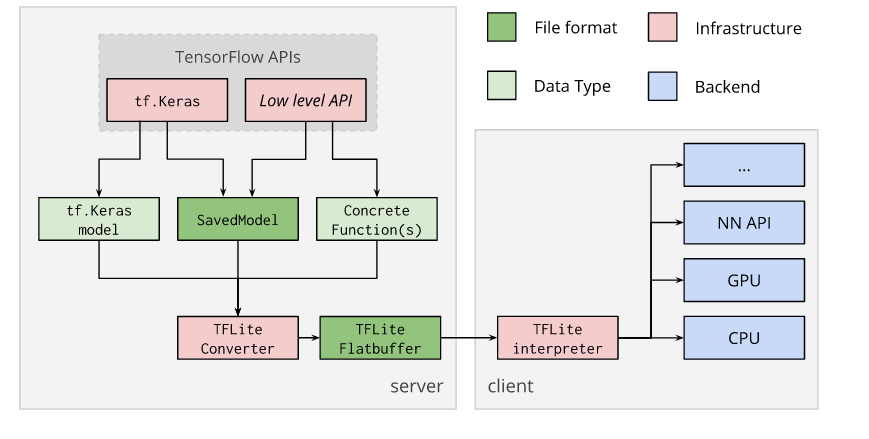 TensorFlow APIs
tf.Keras
Low level API
tf.Keras
model
SavedModel
Concrete
Function(s)
TFLite
Converter
TFLite
Flatbuffer
server
File format
Infrastructure
Data Type
Backend
...
NN API
GPU
TFLite
interpreter
CPU
client